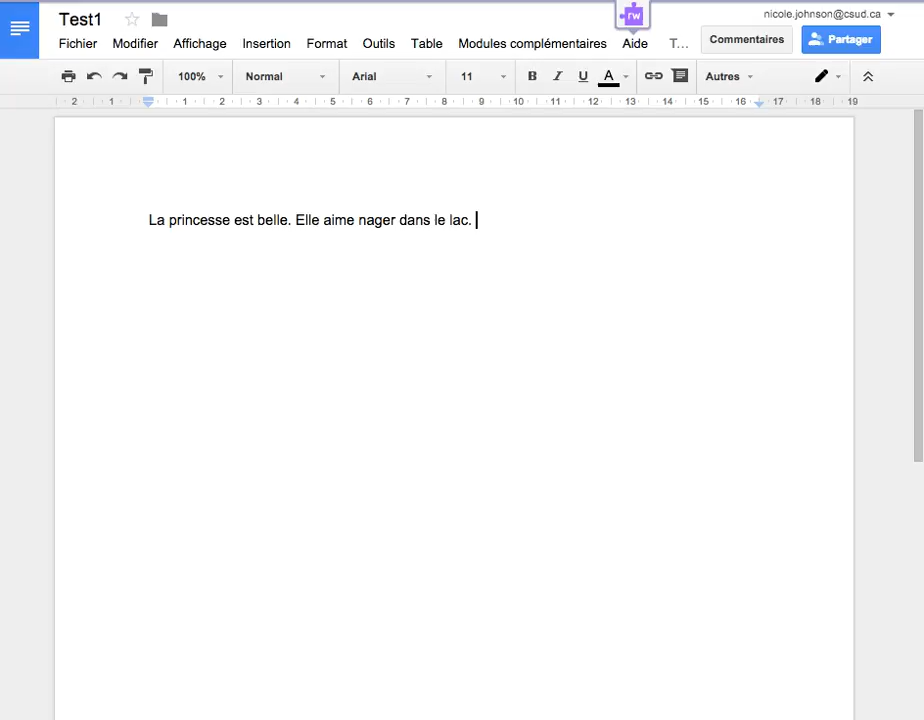 Test1
rw
nicole.johnson@csud.ca
Fichier Modifier Affichage Insertion Format Outils Table Modules complémentaires Aide T... Commentaires Partager
100% Normal Arial 11 B I U A Autres
2 1 1 2 3 4 5 6 7 8 9 10 11 12 13 14 15 16 17 18 19
La princesse est belle. Elle aime nager dans le lac.